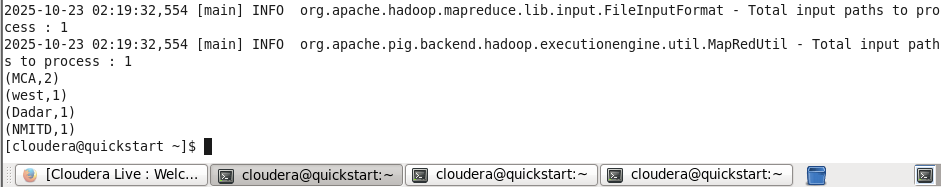 2025-10-23 02:19:32,554 [main] INFO  org.apache.hadoop.mapreduce.lib.input.FileInputFormat - Total input paths to pro
cess : 1
2025-10-23 02:19:32,554 [main] INFO  org.apache.pig.backend.hadoop.executionengine.util.MapRedUtil - Total input path
s to process : 1
(MCA,2)
(west,1)
(Dadar,1)
(NMITD,1)
[cloudera@quickstart ~]$
[Cloudera Live : Welc... cloudera@quickstart:~ cloudera@quickstart:~ cloudera@quickstart:~